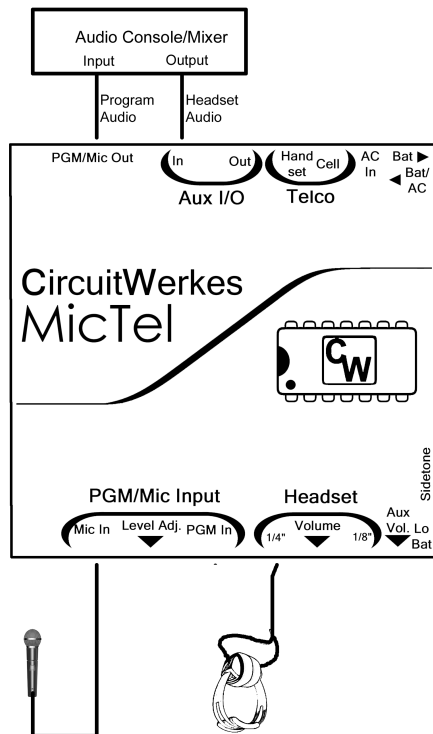 Audio Console/Mixer
Input Output
Program Audio
Headset Audio
PGM/Mic Out
In Out
Aux I/O
Hand set Cell
Telco
AC In
Bat ►
◄ Bat/ AC
CircuitWerkes
MicTel
CW
Sidetone
PGM/Mic Input
Mic In Level Adj. PGM In
Headset
1/4" Volume 1/8"
Aux Vol.
Lo Bat